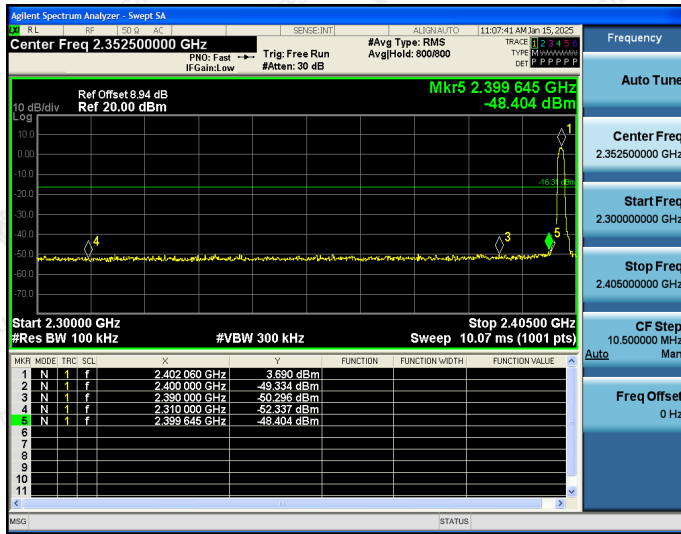 Agilent Spectrum Analyzer - Swept SA
LXI RL RF 50 Ω AC SENSE:INT ALIGNAUTO 11:07:41 AM Jan 15, 2025
Center Freq 2.352500000 GHz
#Avg Type: RMS TRACE 1 2 3 4 5 6
PNO: Fast Trig: Free Run Avg|Hold: 800/800 TYPE M WWWWW
IFGain:Low #Atten: 30 dB DET P P P P P P
Ref Offset 8.94 dB Mkr5 2.399 645 GHz
10 dB/div Ref 20.00 dBm -48.404 dBm
Log
10.0
0.00
-10.0
-20.0
-30.0
-40.0
-50.0
-60.0
-70.0
-16.31 dBm
1
4
3
5
Start 2.30000 GHz Stop 2.40500 GHz
#Res BW 100 kHz #VBW 300 kHz Sweep 10.07 ms (1001 pts)
MKR MODE TRC SCL X Y FUNCTION FUNCTION WIDTH FUNCTION VALUE
1 N 1 f 2.402 060 GHz 3.690 dBm
2 N 1 f 2.400 000 GHz -49.334 dBm
3 N 1 f 2.390 000 GHz -50.296 dBm
4 N 1 f 2.310 000 GHz -52.337 dBm
5 N 1 f 2.399 645 GHz -48.404 dBm
6
7
8
9
10
11
MSG STATUS
Frequency
Auto Tune
Center Freq
2.352500000 GHz
Start Freq
2.300000000 GHz
Stop Freq
2.405000000 GHz
CF Step
10.500000 MHz
Auto Man
Freq Offset
0 Hz